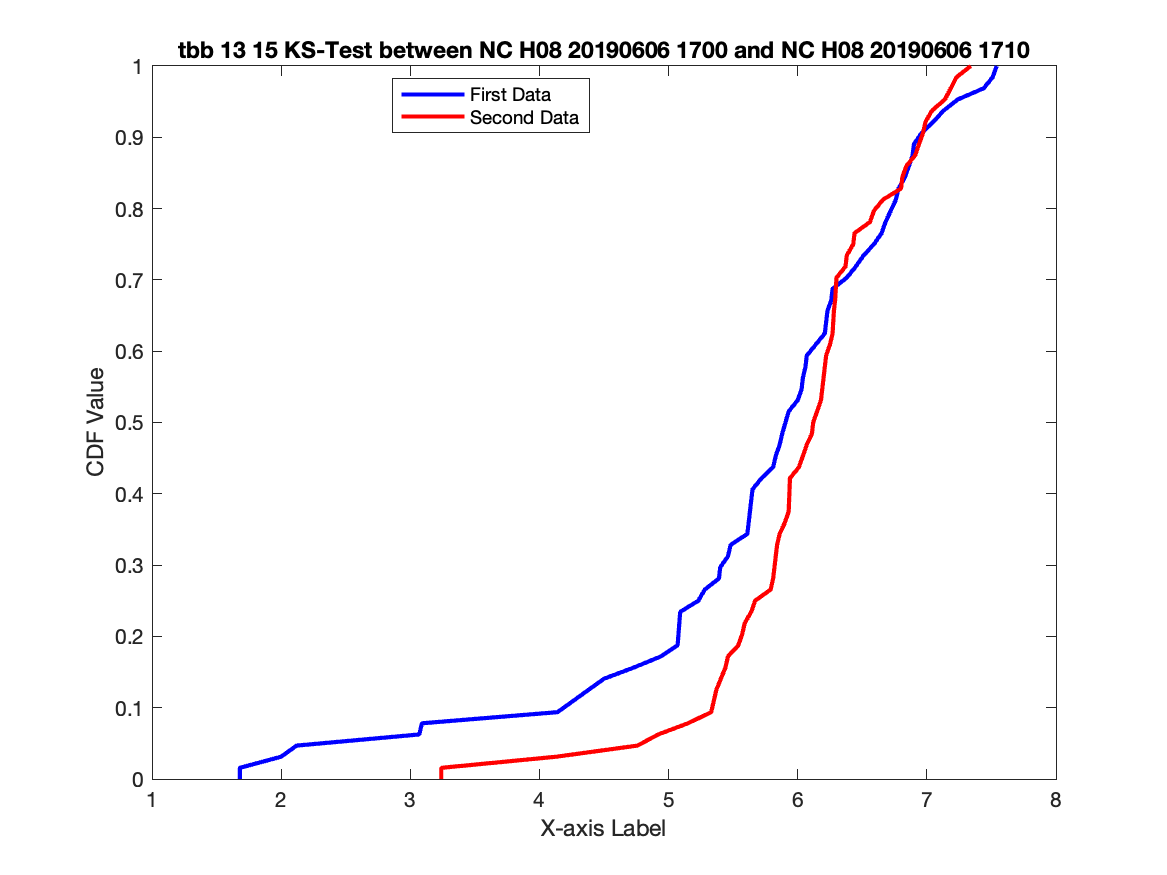 tbb 13 15 KS-Test between NC H08 20190606 1700 and NC H08 20190606 1710
First Data
Second Data
1
0.9
0.8
0.7
0.6
0.5
0.4
0.3
0.2
0.1
0
CDF Value
1 2 3 4 5 6 7 8
X-axis Label